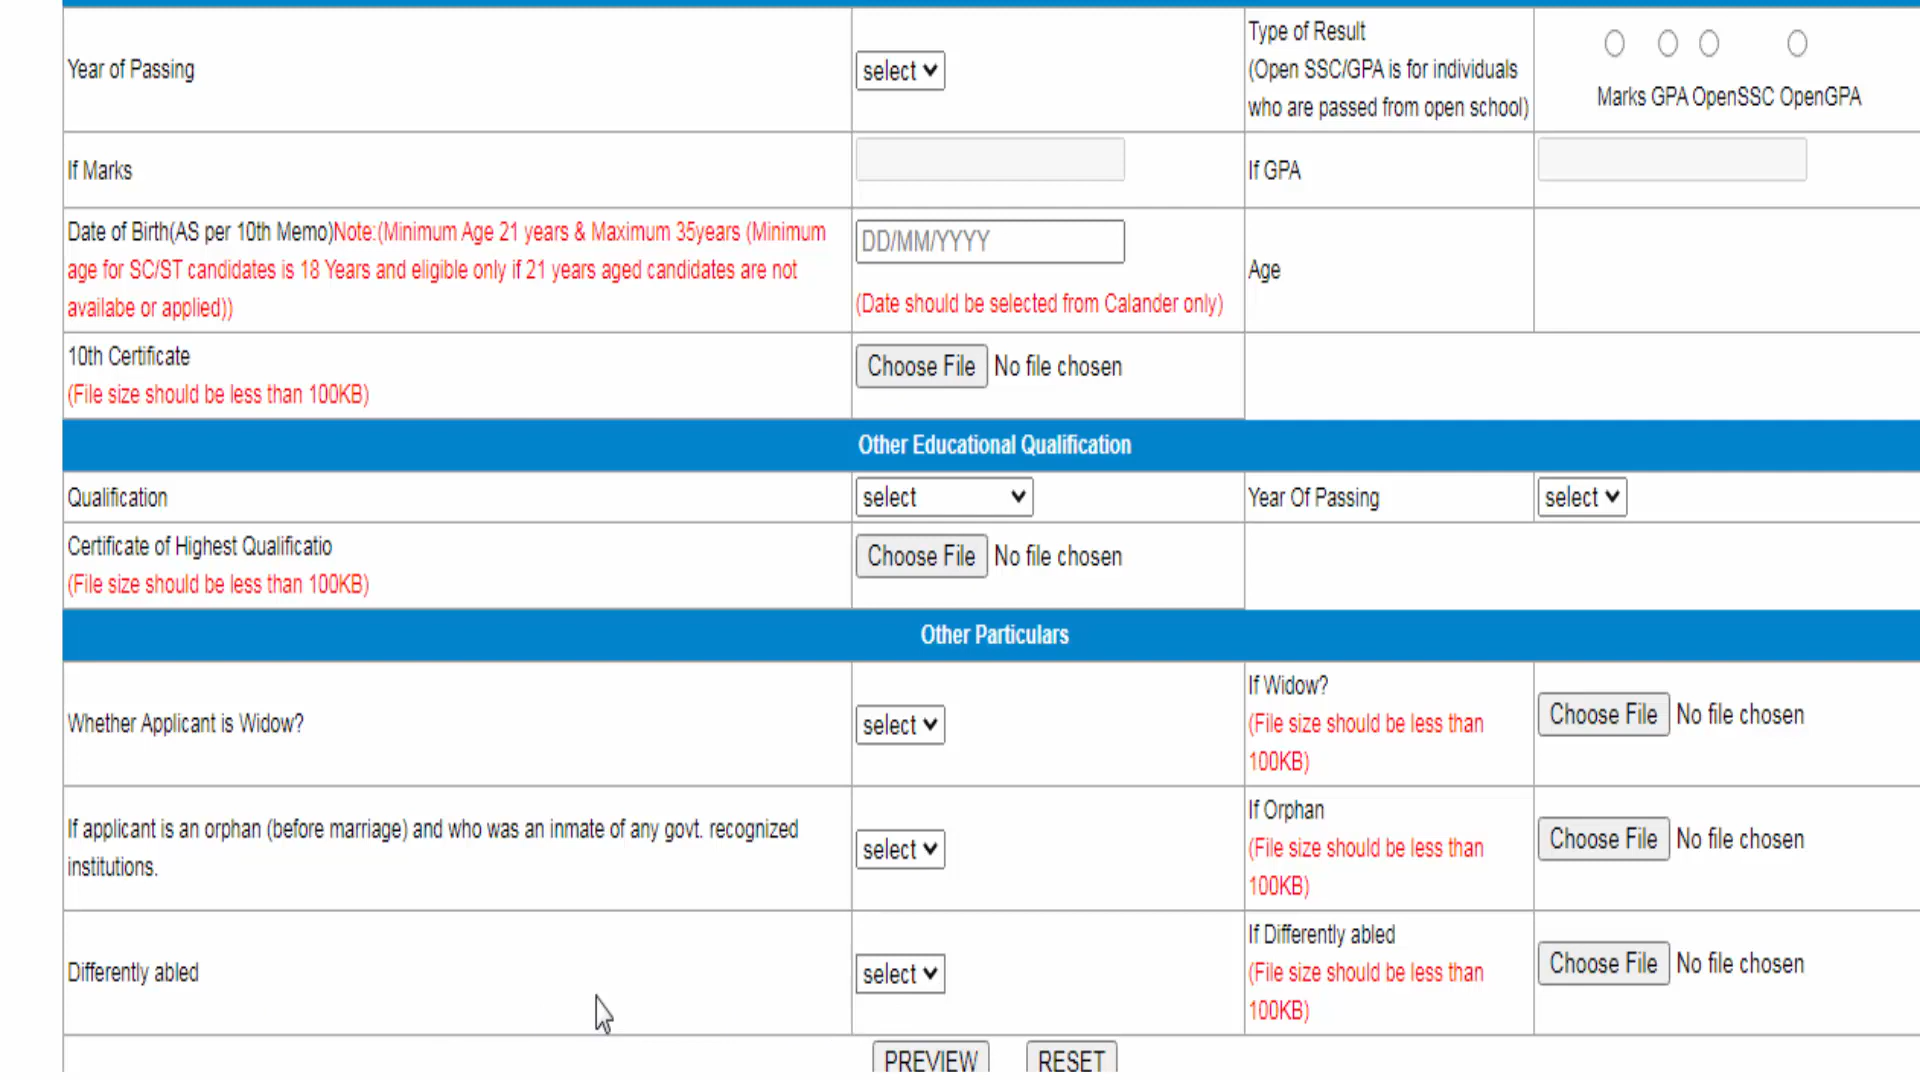 Year of Passing
select
Type of Result
(Open SSC/GPA is for individuals
who are passed from open school)
Marks GPA OpenSSC OpenGPA
If Marks
If GPA
Date of Birth(AS per 10th Memo)Note:(Minimum Age 21 years & Maximum 35years (Minimum
age for SC/ST candidates is 18 Years and eligible only if 21 years aged candidates are not
availabe or applied))
DD/MM/YYYY
(Date should be selected from Calander only)
Age
10th Certificate
(File size should be less than 100KB)
Choose File No file chosen
Other Educational Qualification
Qualification
select
Year Of Passing
select
Certificate of Highest Qualificatio
(File size should be less than 100KB)
Choose File No file chosen
Other Particulars
Whether Applicant is Widow?
select
If Widow?
(File size should be less than
100KB)
Choose File No file chosen
If applicant is an orphan (before marriage) and who was an inmate of any govt. recognized
institutions.
select
If Orphan
(File size should be less than
100KB)
Choose File No file chosen
Differently abled
select
If Differently abled
(File size should be less than
100KB)
Choose File No file chosen
PREVIEW RESET